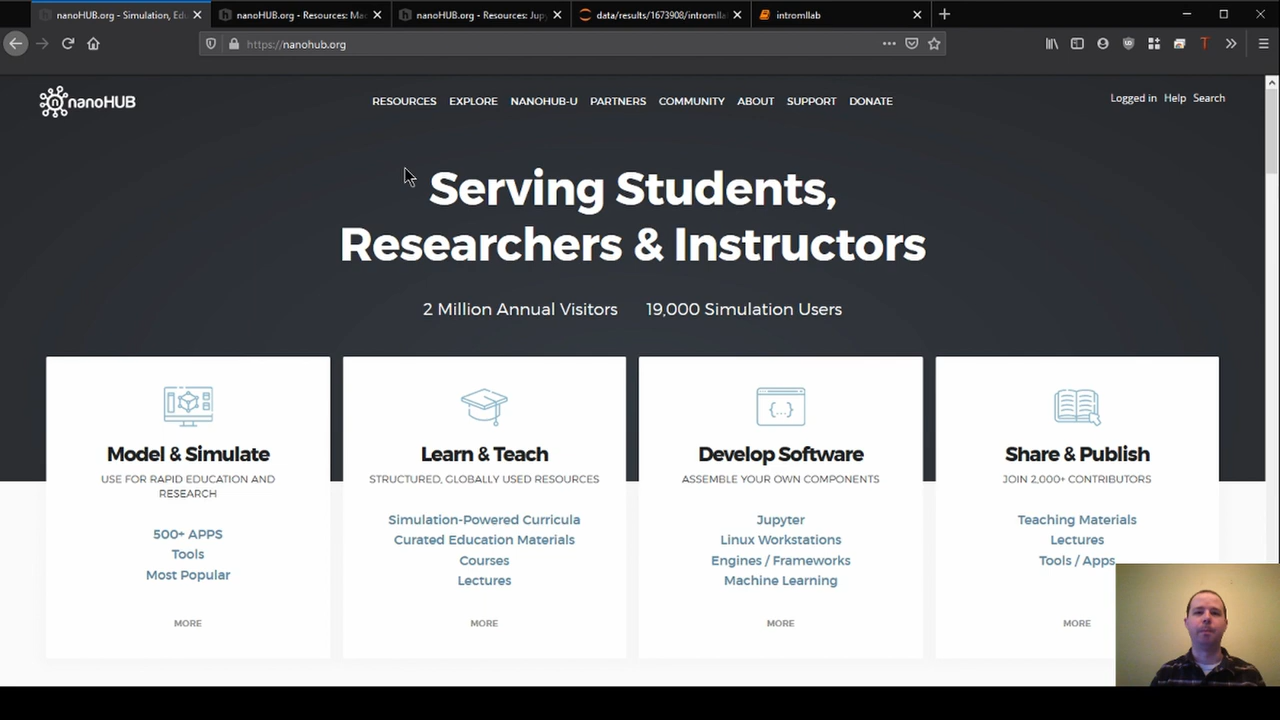 nanoHUB.org - Simulation, Ed
nanoHUB.org - Resources: Ma
nanoHUB.org - Resources: Jup
data/results/1673908/intromlla
intromllab
https://nanohub.org
nanoHUB
RESOURCES EXPLORE NANOHUB-U PARTNERS COMMUNITY ABOUT SUPPORT DONATE
Logged in Help Search
Serving Students,
Researchers & Instructors
2 Million Annual Visitors 19,000 Simulation Users
Model & Simulate
USE FOR RAPID EDUCATION AND
RESEARCH
500+ APPS
Tools
Most Popular
MORE
Learn & Teach
STRUCTURED, GLOBALLY USED RESOURCES
Simulation-Powered Curricula
Curated Education Materials
Courses
Lectures
MORE
Develop Software
ASSEMBLE YOUR OWN COMPONENTS
Jupyter
Linux Workstations
Engines / Frameworks
Machine Learning
MORE
Share & Publish
JOIN 2,000+ CONTRIBUTORS
Teaching Materials
Lectures
Tools / Apps
MORE